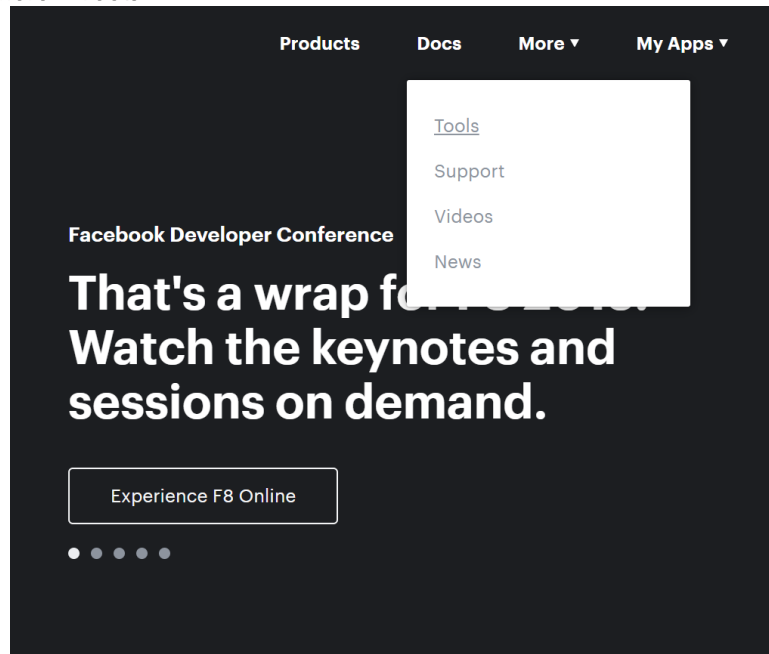 Products Docs More ▾ My Apps ▾
Tools
Support
Videos
News
Facebook Developer Conference
That's a wrap
Watch the keynotes and
sessions on demand.
Experience F8 Online